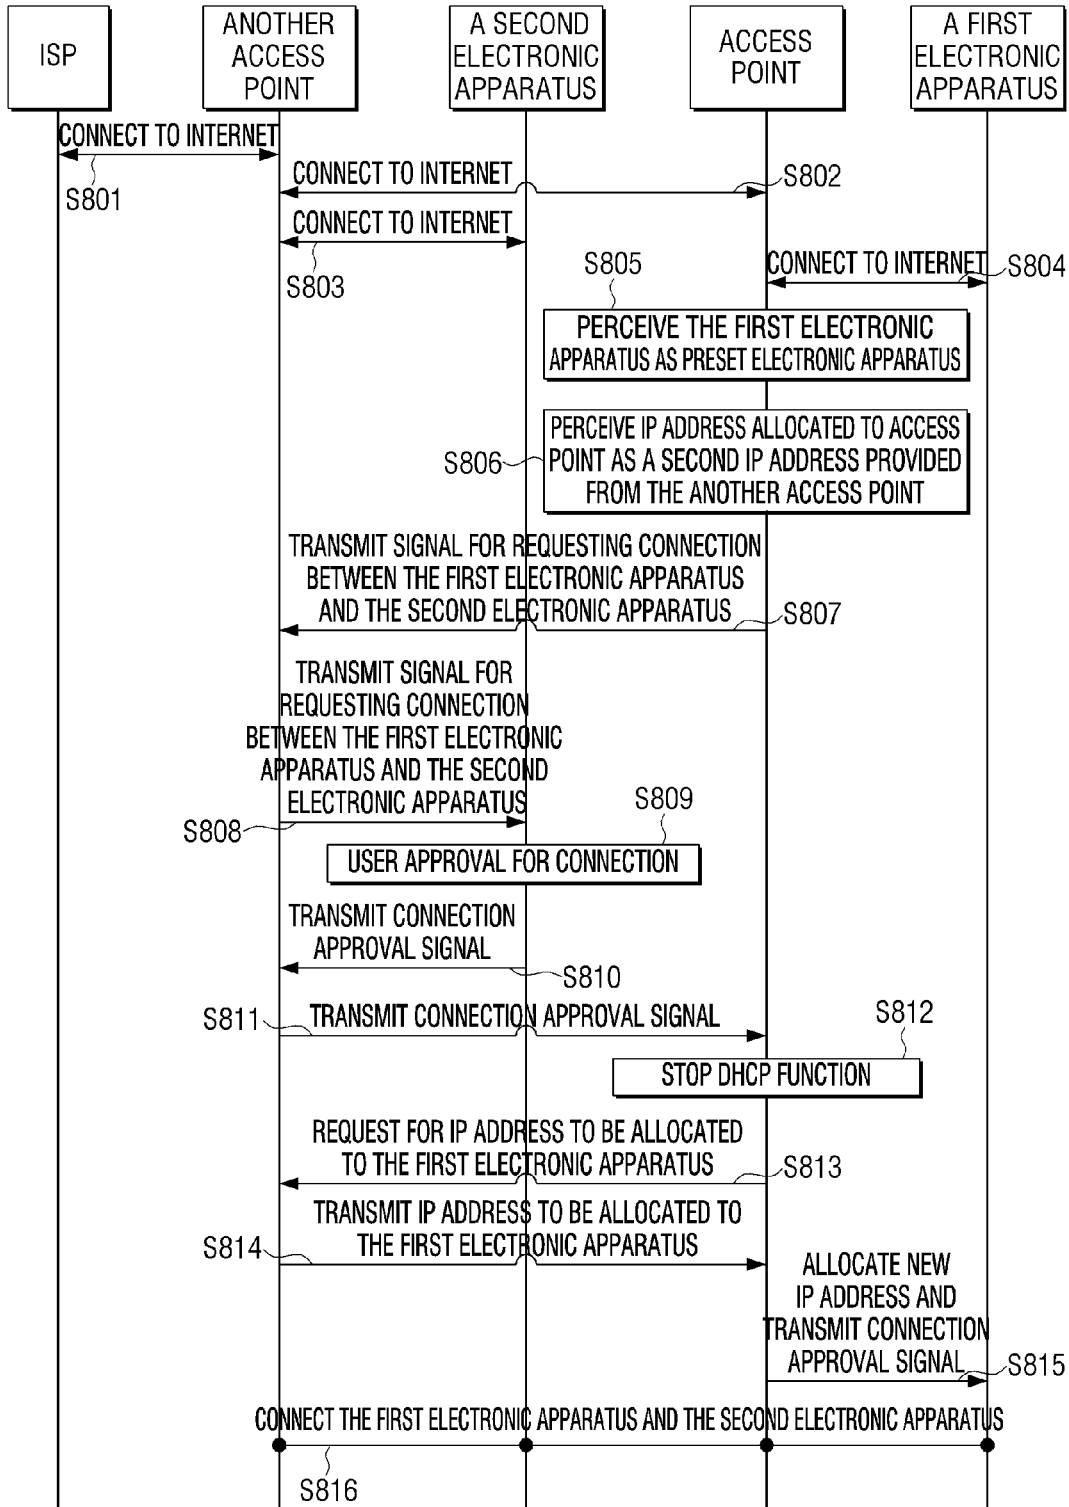 ISP
ANOTHER
ACCESS
POINT
A SECOND
ELECTRONIC
APPARATUS
ACCESS
POINT
A FIRST
ELECTRONIC
APPARATUS
CONNECT TO INTERNET
S801
CONNECT TO INTERNET
S802
CONNECT TO INTERNET
S803
CONNECT TO INTERNET
S804
S805
PERCEIVE THE FIRST ELECTRONIC
APPARATUS AS PRESET ELECTRONIC APPARATUS
S806
PERCEIVE IP ADDRESS ALLOCATED TO ACCESS
POINT AS A SECOND IP ADDRESS PROVIDED
FROM THE ANOTHER ACCESS POINT
TRANSMIT SIGNAL FOR REQUESTING CONNECTION
BETWEEN THE FIRST ELECTRONIC APPARATUS
AND THE SECOND ELECTRONIC APPARATUS
S807
TRANSMIT SIGNAL FOR
REQUESTING CONNECTION
BETWEEN THE FIRST ELECTRONIC
APPARATUS AND THE SECOND
ELECTRONIC APPARATUS
S808
S809
USER APPROVAL FOR CONNECTION
TRANSMIT CONNECTION
APPROVAL SIGNAL
S810
S811
TRANSMIT CONNECTION APPROVAL SIGNAL
S812
STOP DHCP FUNCTION
REQUEST FOR IP ADDRESS TO BE ALLOCATED
TO THE FIRST ELECTRONIC APPARATUS
S813
TRANSMIT IP ADDRESS TO BE ALLOCATED TO
THE FIRST ELECTRONIC APPARATUS
S814
ALLOCATE NEW
IP ADDRESS AND
TRANSMIT CONNECTION
APPROVAL SIGNAL
S815
CONNECT THE FIRST ELECTRONIC APPARATUS AND THE SECOND ELECTRONIC APPARATUS
S816